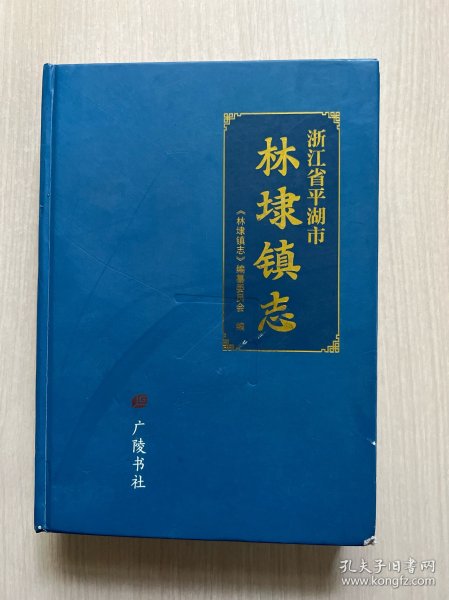 浙江省平湖市
林埭镇志
《林埭镇志》编纂委员会 编
广陵书社
孔夫子旧书网
www.kongfz.com